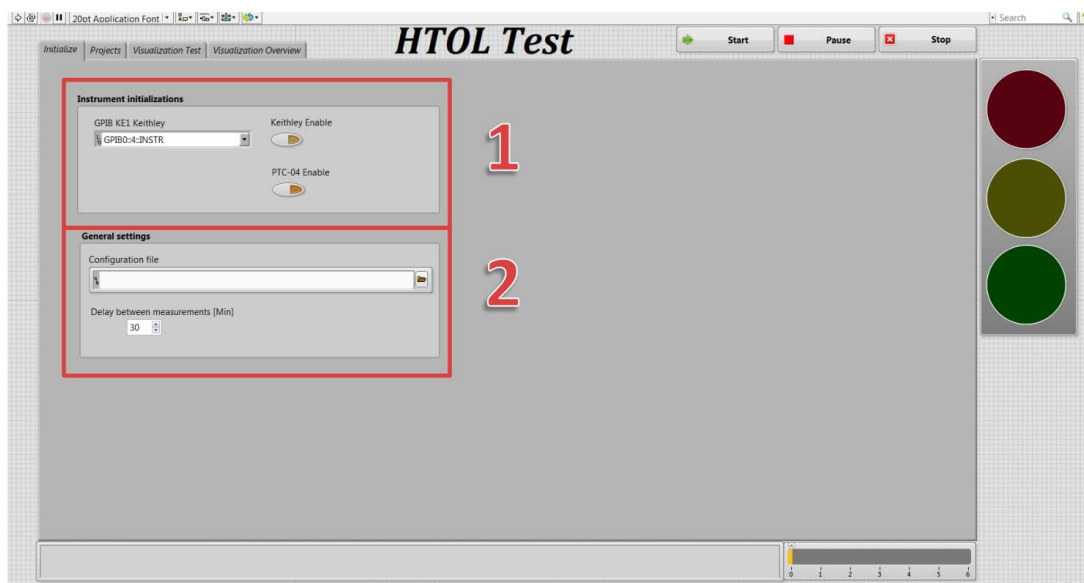 20pt Application Font
Search
HTOL Test
Start
Pause
Stop
Initialize
Projects
Visualization Test
Visualization Overview
Instrument initializations
GPIB KE1 Keithley
Keithley Enable
GPIB0::4::INSTR
PTC-04 Enable
1
General settings
Configuration file
2
Delay between measurements [Min]
30
0 1 2 3 4 5 6